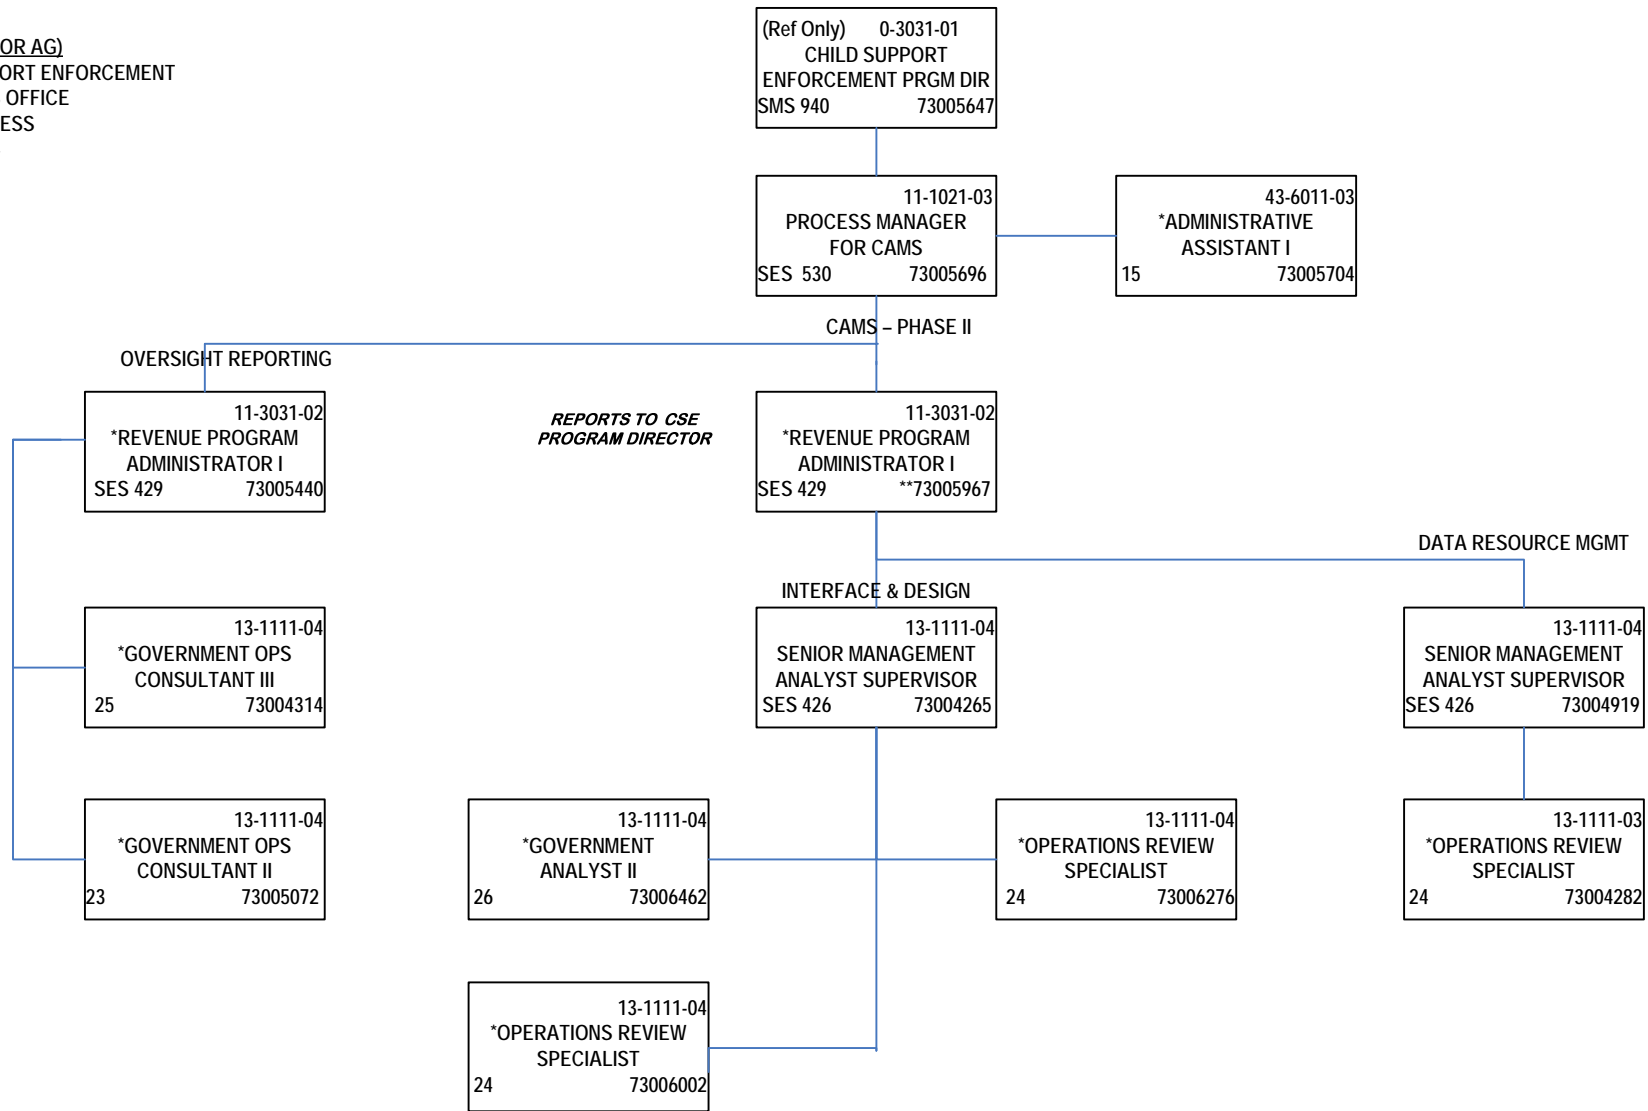 OR AG)
ORT ENFORCEMENT
OFFICE
ESS
(Ref Only) 0-3031-01
CHILD SUPPORT
ENFORCEMENT PRGM DIR
SMS 940 73005647
11-1021-03
PROCESS MANAGER
FOR CAMS
SES 530 73005696
43-6011-03
*ADMINISTRATIVE
ASSISTANT I
15 73005704
CAMS – PHASE II
OVERSIGHT REPORTING
11-3031-02
*REVENUE PROGRAM
ADMINISTRATOR I
SES 429 73005440
REPORTS TO CSE
PROGRAM DIRECTOR
11-3031-02
*REVENUE PROGRAM
ADMINISTRATOR I
SES 429 **73005967
DATA RESOURCE MGMT
INTERFACE & DESIGN
13-1111-04
*GOVERNMENT OPS
CONSULTANT III
25 73004314
13-1111-04
SENIOR MANAGEMENT
ANALYST SUPERVISOR
SES 426 73004265
13-1111-04
SENIOR MANAGEMENT
ANALYST SUPERVISOR
SES 426 73004919
13-1111-04
*GOVERNMENT OPS
CONSULTANT II
23 73005072
13-1111-04
*GOVERNMENT
ANALYST II
26 73006462
13-1111-04
*OPERATIONS REVIEW
SPECIALIST
24 73006276
13-1111-03
*OPERATIONS REVIEW
SPECIALIST
24 73004282
13-1111-04
*OPERATIONS REVIEW
SPECIALIST
24 73006002